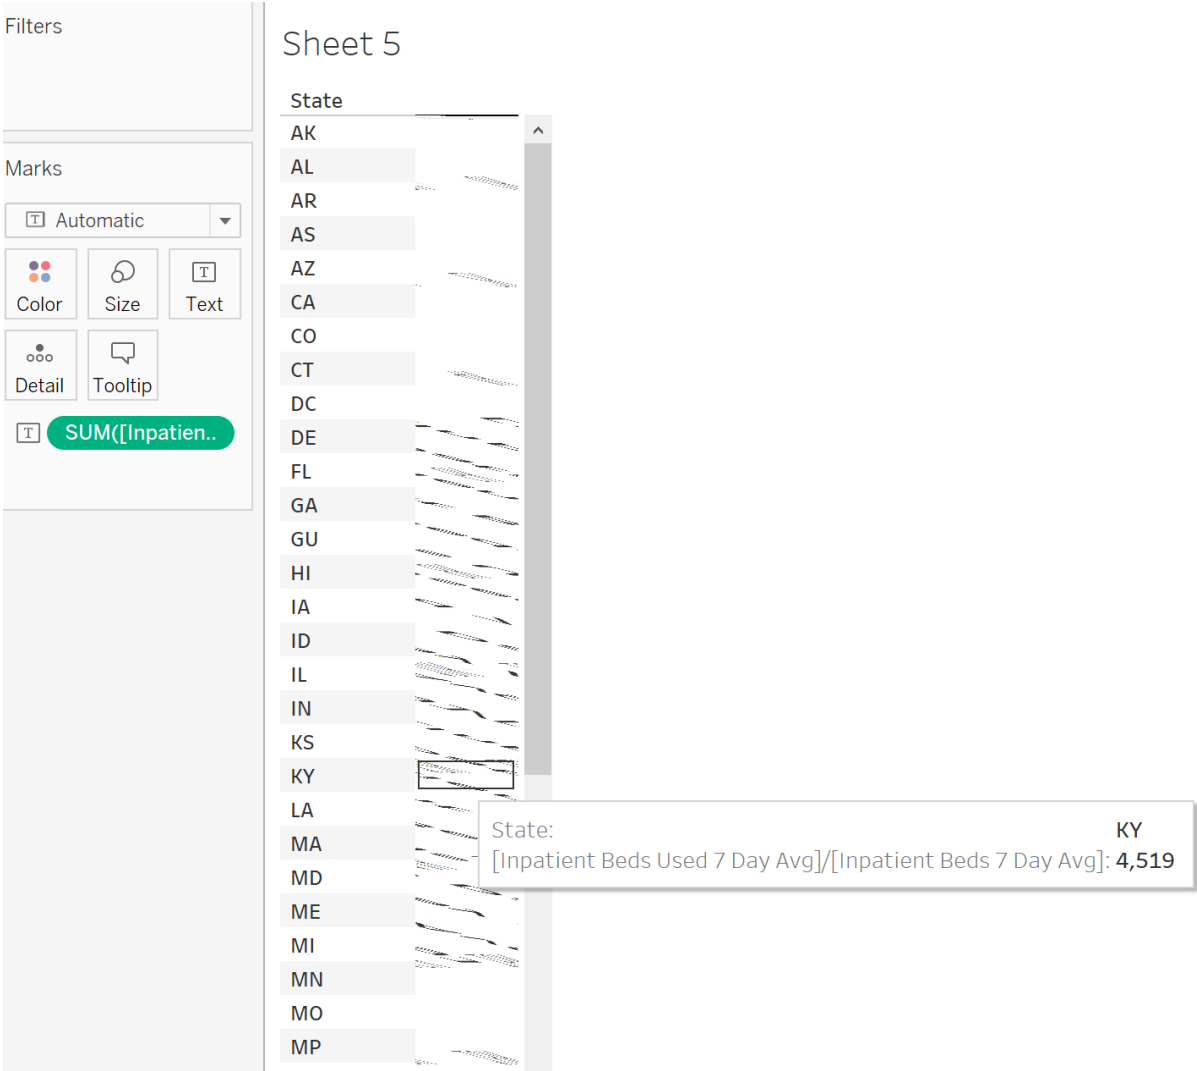 Filters
Marks
Automatic
Color Size Text
Detail Tooltip
SUM([Inpatien..
Sheet 5
State
AK
AL
AR
AS
AZ
CA
CO
CT
DC
DE
FL
GA
GU
HI
IA
ID
IL
IN
KS
KY
LA
MA
MD
ME
MI
MN
MO
MP
State: KY
[Inpatient Beds Used 7 Day Avg]/[Inpatient Beds 7 Day Avg]: 4,519